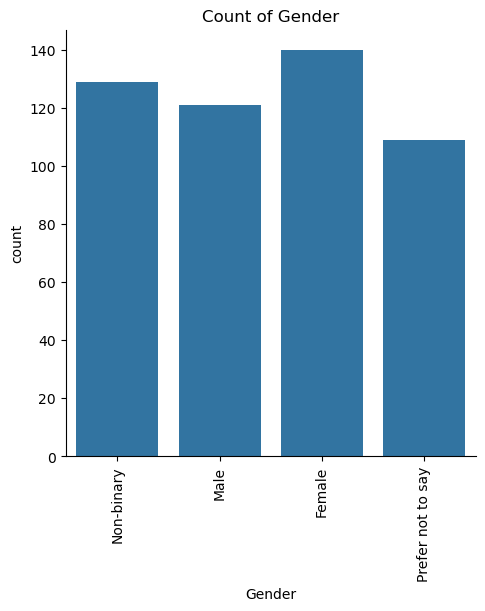 Count of Gender
count
140
120
100
80
60
40
20
0
Non-binary
Male
Female
Prefer not to say
Gender